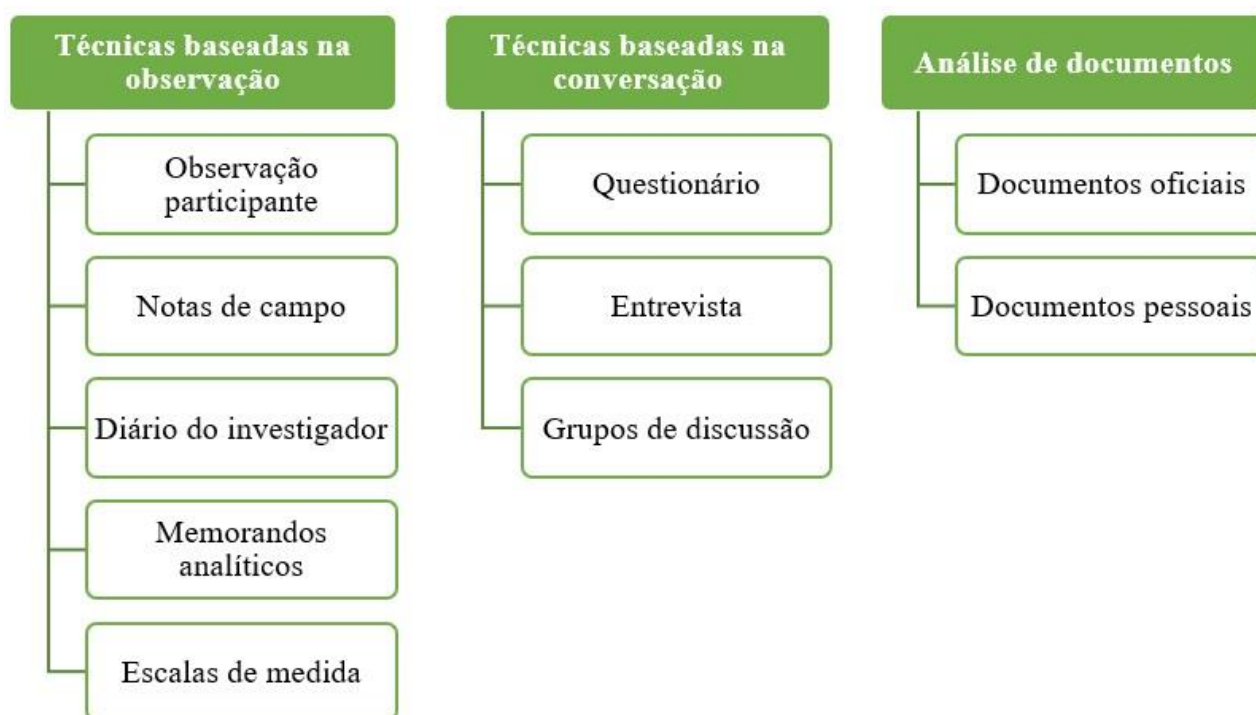 Técnicas baseadas na
observação
Observação
participante
Notas de campo
Diário do investigador
Memorandos
analíticos
Escalas de medida
Técnicas baseadas na
conversação
Questionário
Entrevista
Grupos de discussão
Análise de documentos
Documentos oficiais
Documentos pessoais